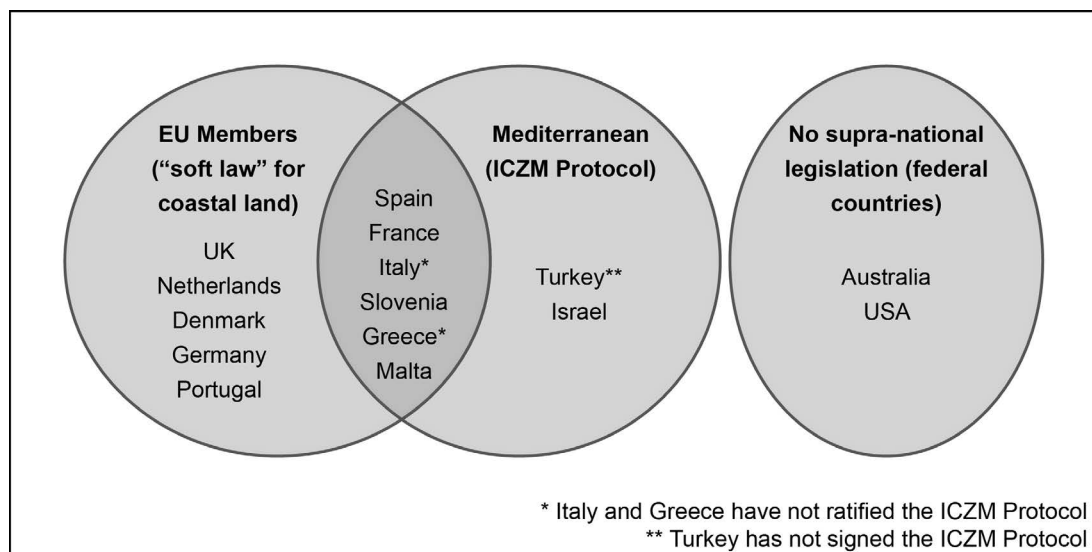 EU Members
(“soft law” for
coastal land)
UK
Netherlands
Denmark
Germany
Portugal
Spain
France
Italy*
Slovenia
Greece*
Malta
Mediterranean
(ICZM Protocol)
Turkey**
Israel
No supra-national
legislation (federal
countries)
Australia
USA
* Italy and Greece have not ratified the ICZM Protocol
** Turkey has not signed the ICZM Protocol